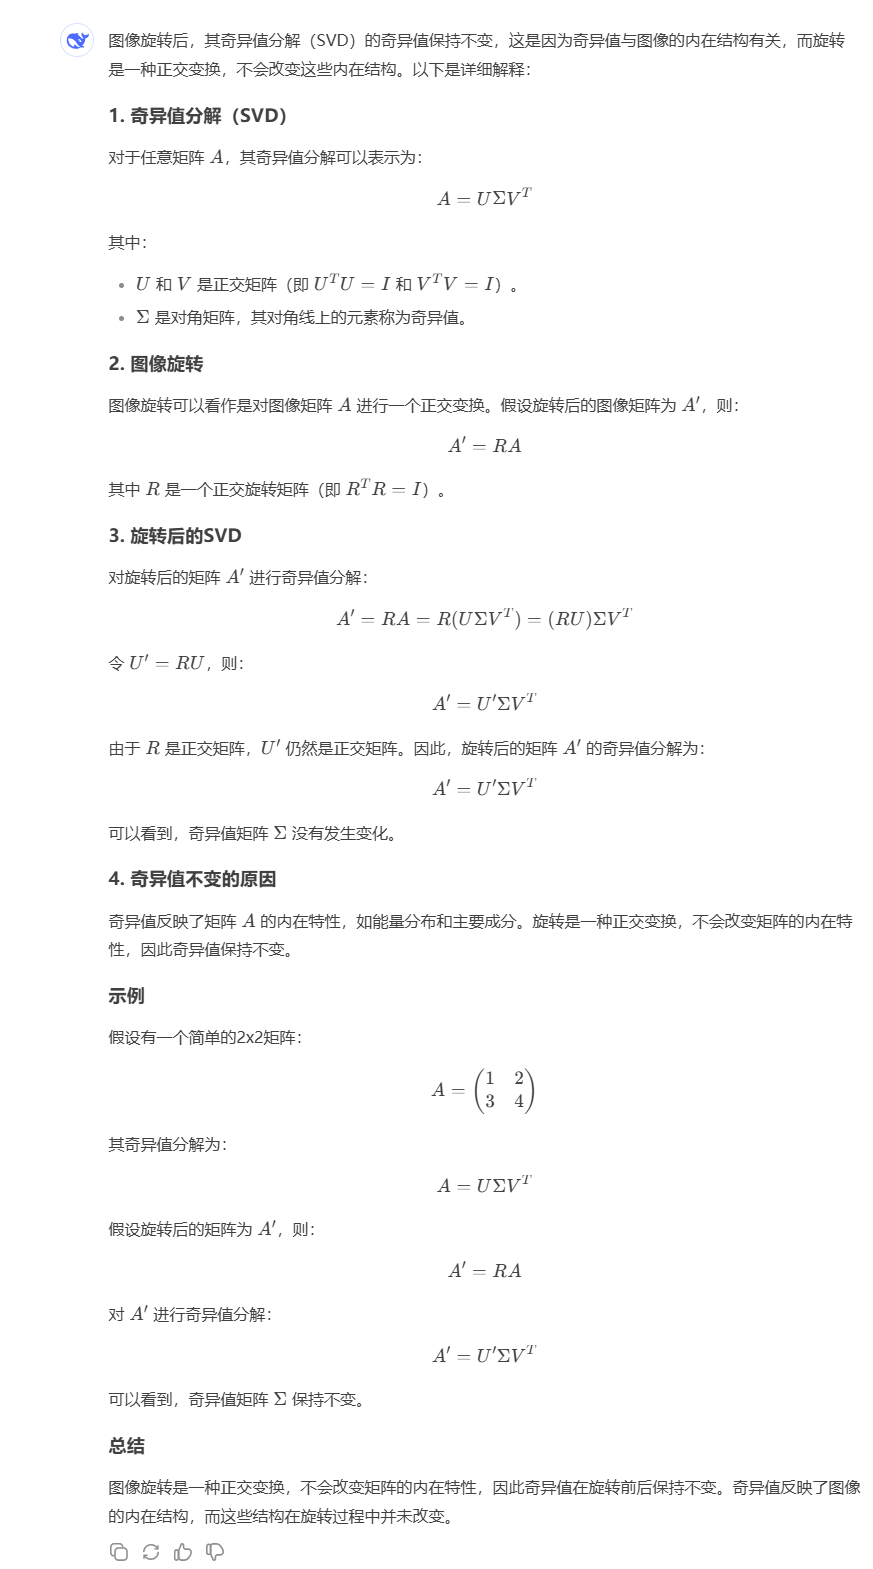 图像旋转后，其奇异值分解（SVD）的奇异值保持不变，这是因为奇异值与图像的内在结构有关，而旋转
是一种正交变换，不会改变这些内在结构。以下是详细解释：
1. 奇异值分解（SVD）
对于任意矩阵 A，其奇异值分解可以表示为：
A = UΣV^T
其中：
• U 和 V 是正交矩阵（即 U^T U = I 和 V^T V = I）。
• Σ 是对角矩阵，其对角线上的元素称为奇异值。
2. 图像旋转
图像旋转可以看作是对图像矩阵 A 进行一个正交变换。假设旋转后的图像矩阵为 A′，则：
A′ = RA
其中 R 是一个正交旋转矩阵（即 R^T R = I）。
3. 旋转后的SVD
对旋转后的矩阵 A′ 进行奇异值分解：
A′ = RA = R(UΣV^T) = (RU)ΣV^T
令 U′ = RU，则：
A′ = U′ΣV^T
由于 R 是正交矩阵，U′ 仍然是正交矩阵。因此，旋转后的矩阵 A′ 的奇异值分解为：
A′ = U′ΣV^T
可以看到，奇异值矩阵 Σ 没有发生变化。
4. 奇异值不变的原因
奇异值反映了矩阵 A 的内在特性，如能量分布和主要成分。旋转是一种正交变换，不会改变矩阵的内在特
性，因此奇异值保持不变。
示例
假设有一个简单的2x2矩阵：
A = (1 2
3 4)
其奇异值分解为：
A = UΣV^T
假设旋转后的矩阵为 A′，则：
A′ = RA
对 A′ 进行奇异值分解：
A′ = U′ΣV^T
可以看到，奇异值矩阵 Σ 保持不变。
总结
图像旋转是一种正交变换，不会改变矩阵的内在特性，因此奇异值在旋转前后保持不变。奇异值反映了图像
的内在结构，而这些结构在旋转过程中并未改变。